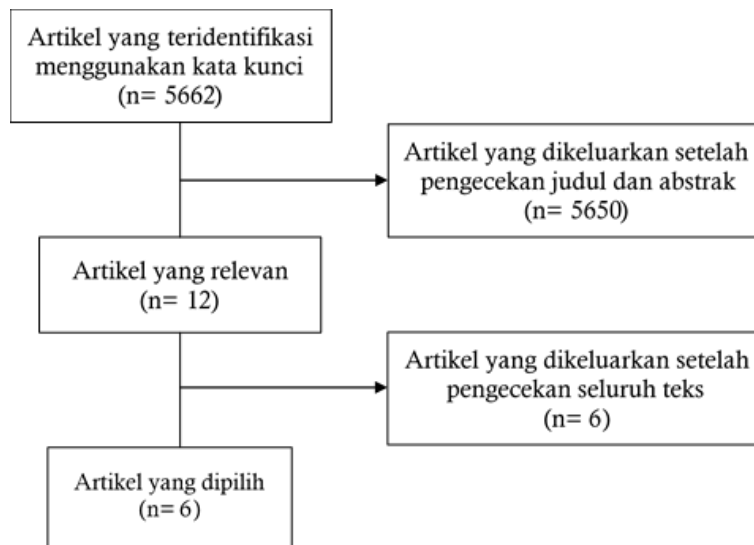 Artikel yang teridentifikasi
menggunakan kata kunci
(n= 5662)
Artikel yang dikeluarkan setelah
pengecekan judul dan abstrak
(n= 5650)
Artikel yang relevan
(n= 12)
Artikel yang dikeluarkan setelah
pengecekan seluruh teks
(n= 6)
Artikel yang dipilih
(n= 6)